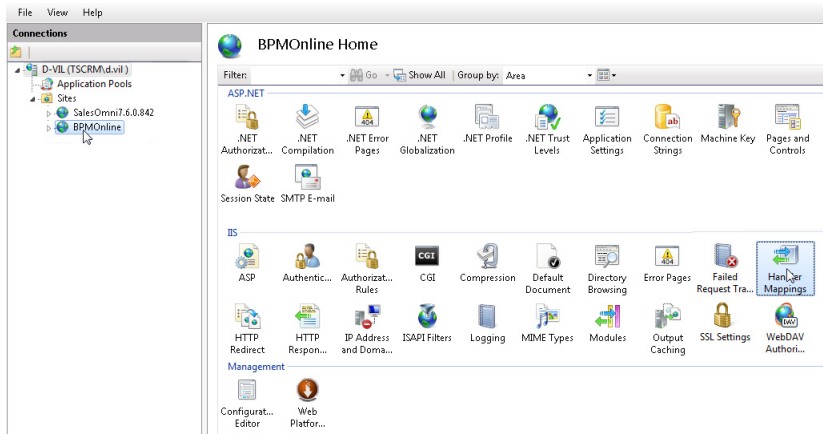 File View Help
Connections
BPMOnline Home
D-VIL (TSCRM\d.vil )
Application Pools
Sites
SalesOmni7.6.0.842
BPMOnline
Filter: Go Show All Group by: Area
ASP.NET
.NET Authorizat...
.NET Compilation
.NET Error Pages
.NET Globalization
.NET Profile
.NET Trust Levels
Application Settings
Connection Strings
Machine Key
Pages and Controls
Session State
SMTP E-mail
IIS
ASP
Authentic...
Authorizat... Rules
CGI
CGI
Compression
Default Document
Directory Browsing
Error Pages
Failed Request Tra...
Handler Mappings
HTTP Redirect
HTTP Respon...
IP Address and Doma...
ISAPI Filters
Logging
MIME Types
Modules
Output Caching
SSL Settings
WebDAV Authori...
Management
Configurat... Editor
Web Platfor...